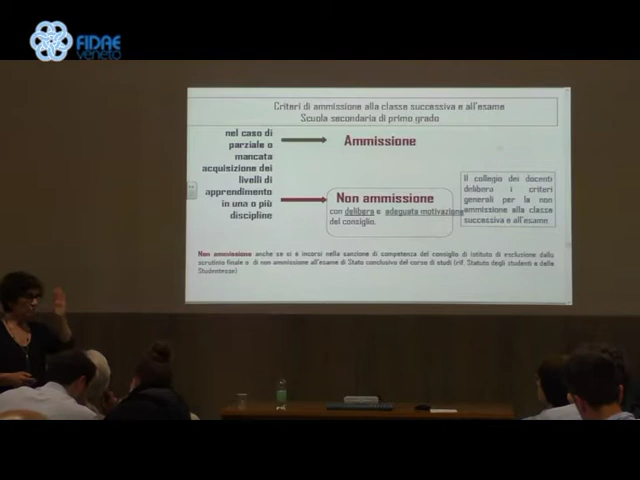 FIDAE
veneto
Criteri di ammissione alla classe successiva e all'esame
Scuola secondaria di primo grado
nel caso di
parziale o
mancata
acquisizione dei
livelli di
apprendimento
in una o più
discipline
Ammissione
Non ammissione
con delibera e adeguata motivazione
del consiglio.
Il collegio dei docenti
delibera i criteri
generali per la non
ammissione alla classe
successiva e all'esame
Non ammissione anche se si è incorsi nella sanzione di competenza del consiglio di istituto di esclusione dallo
scrutinio finale o di non ammissione all'esame di Stato conclusivo del corso di studi (rif. Statuto degli studenti e delle
Studentesse)